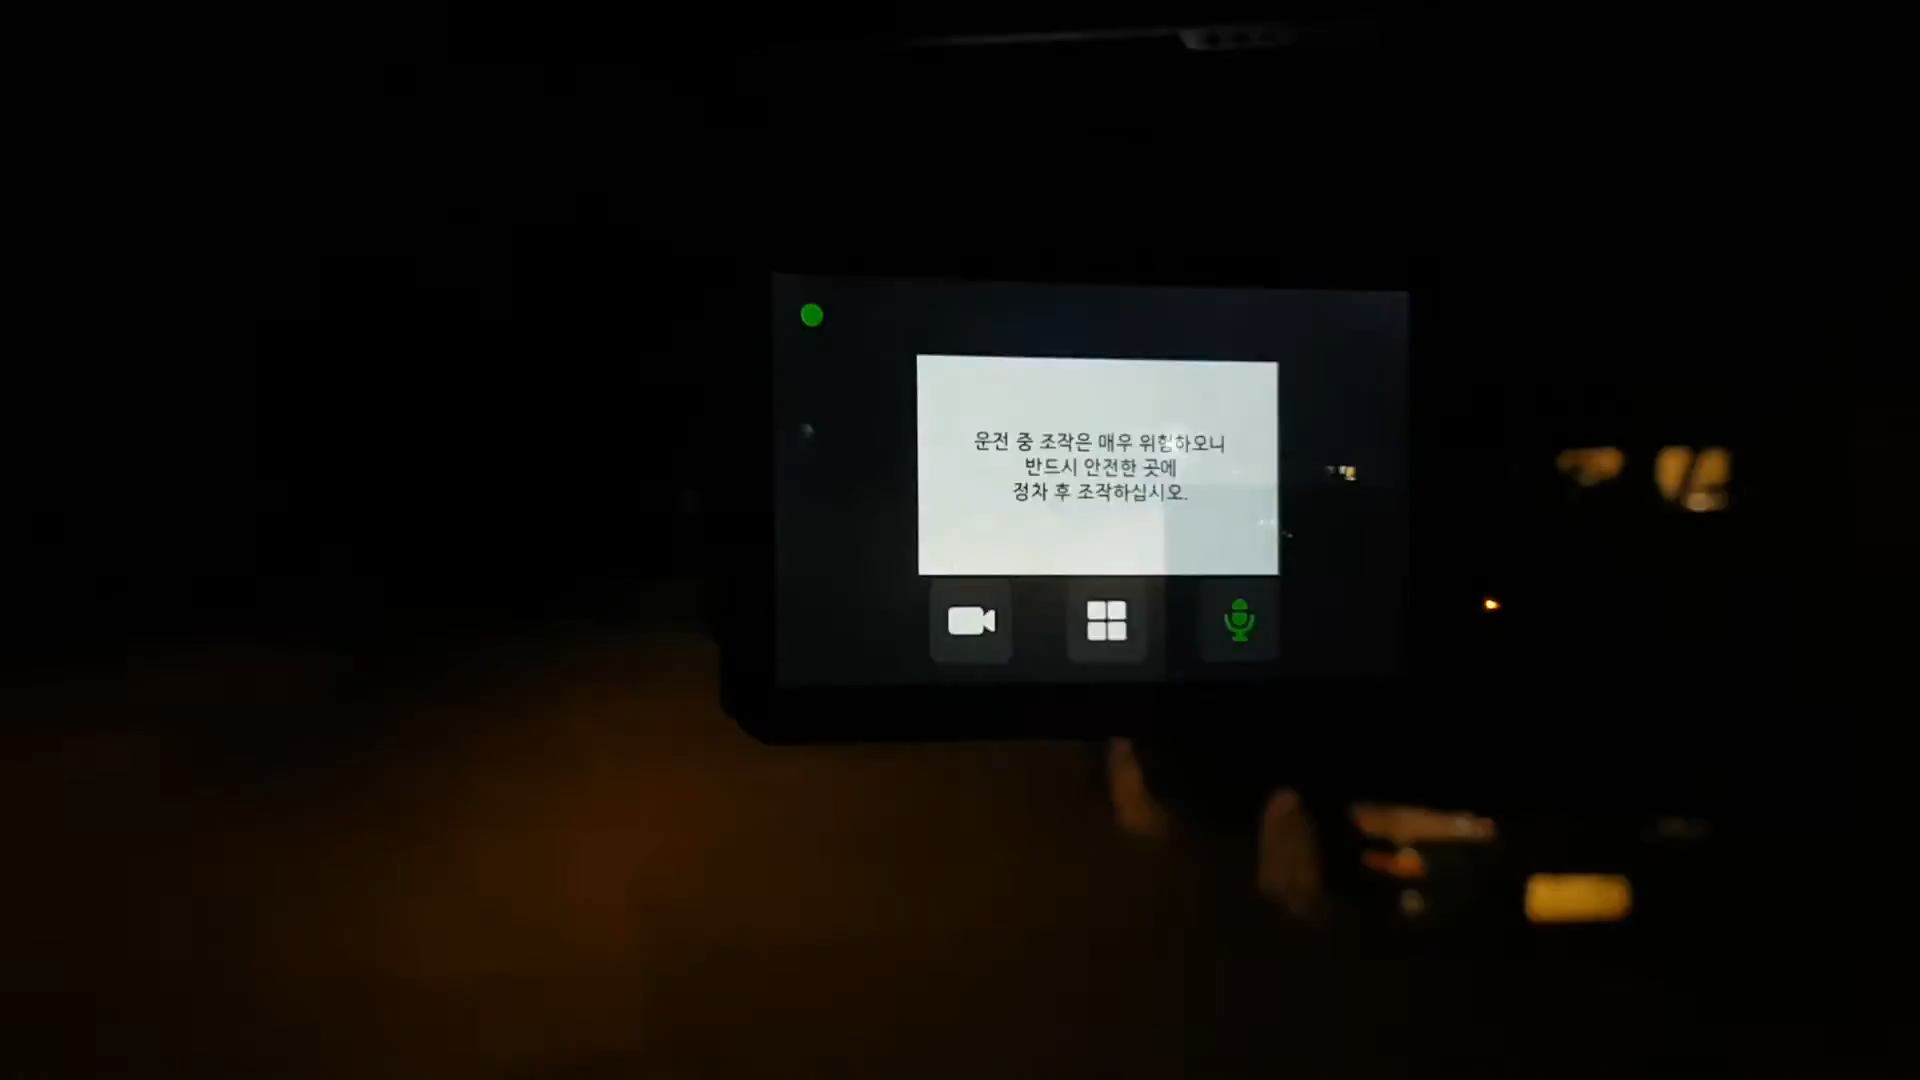 운전 중 조작은 매우 위험하오니
반드시 안전한 곳에
정차 후 조작하십시오.